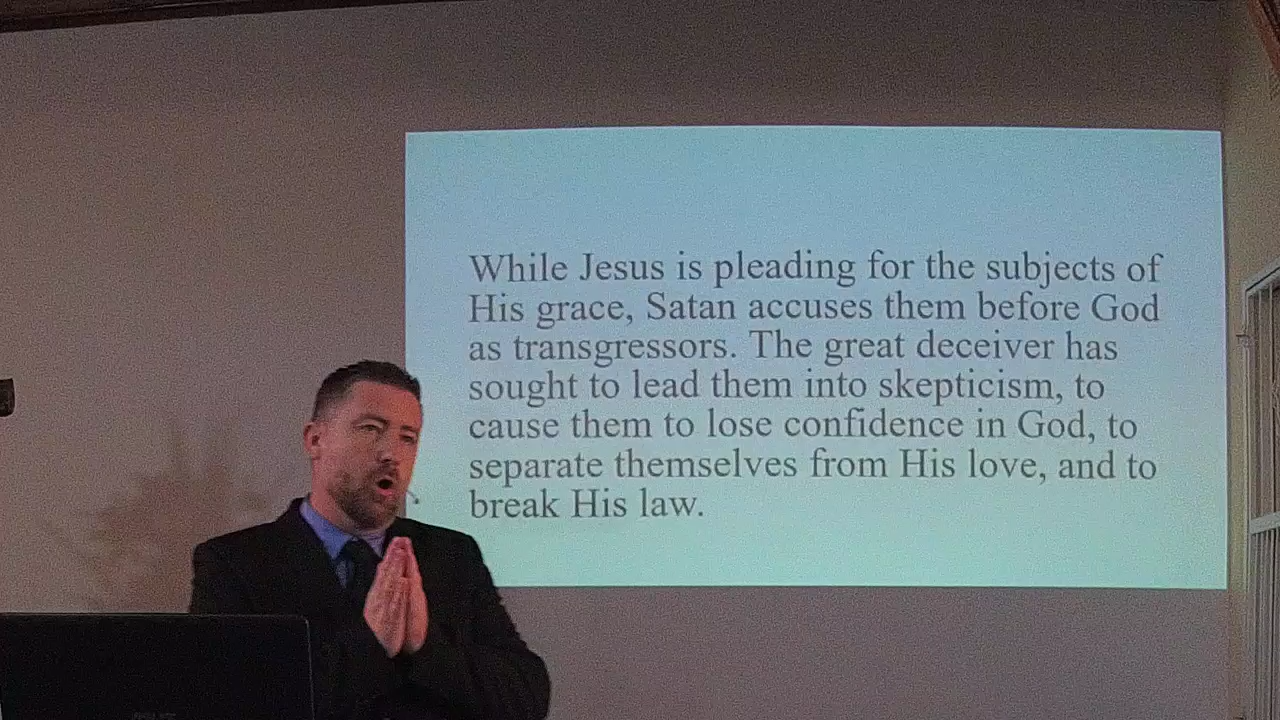 While Jesus is pleading for the subjects of
His grace, Satan accuses them before God
as transgressors. The great deceiver has
sought to lead them into skepticism, to
cause them to lose confidence in God, to
separate themselves from His love, and to
break His law.